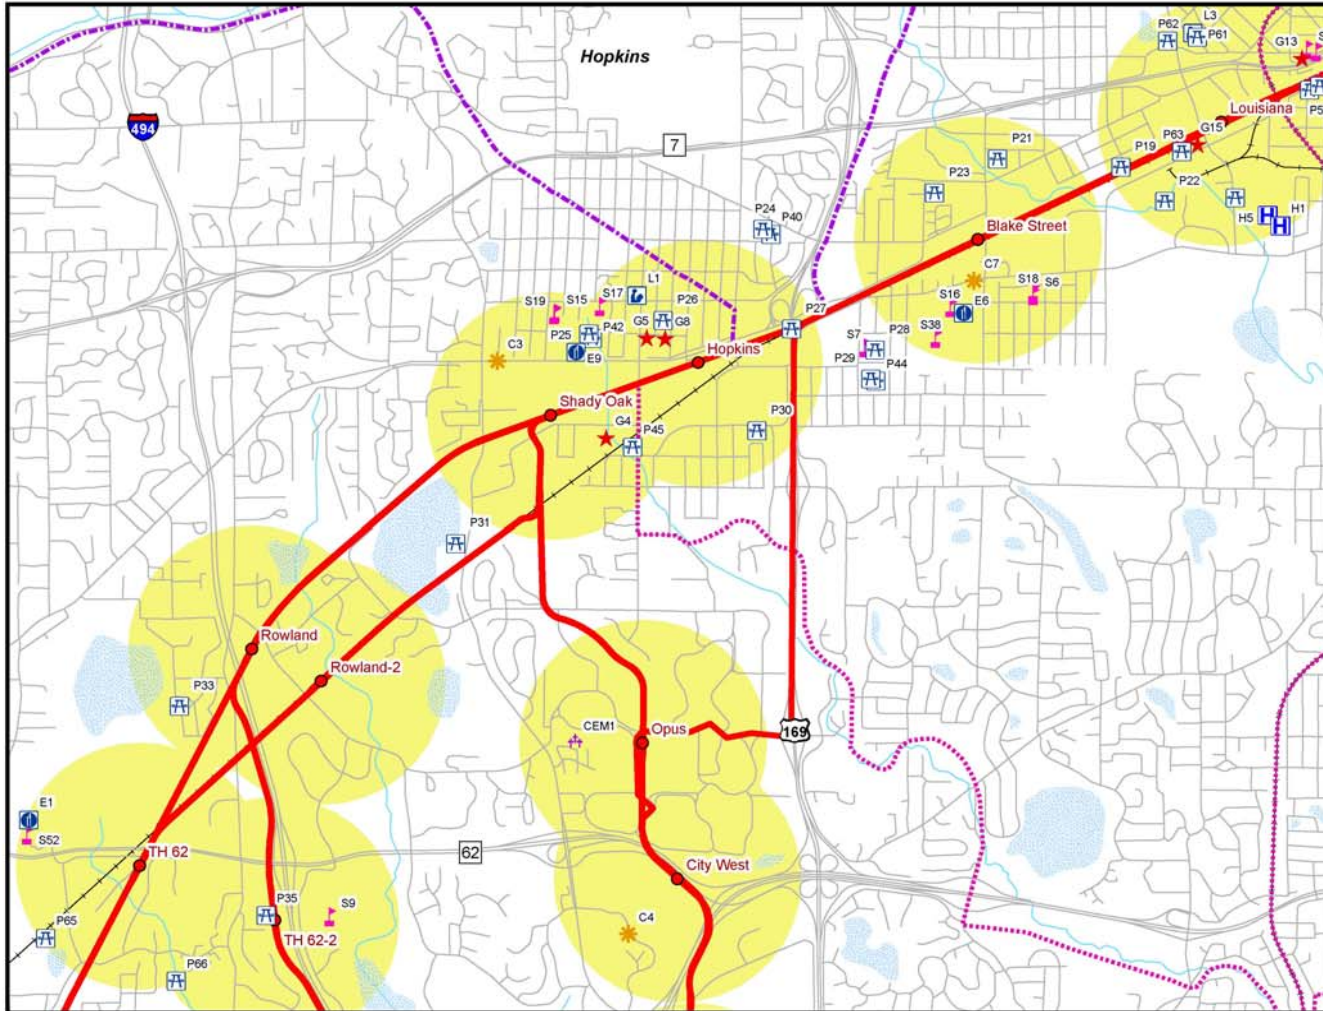 L3
P62
P61
G13
S
Hopkins
494
Louisiana
P5
7
P63
G15
P21
P19
P23
P22
P24
P40
H5
H1
Blake Street
C7
L1
S18
S6
S19
S15
S17
P26
S16
E6
P27
G5
G8
P25
P42
S7
P28
S38
C3
E9
Hopkins
P29
P44
Shady Oak
G4
P45
P30
P31
Rowland
Rowland-2
P33
CEM1
Opus
169
E1
S52
TH 62
62
City West
P35
S9
C4
P65
TH 62-2
P66